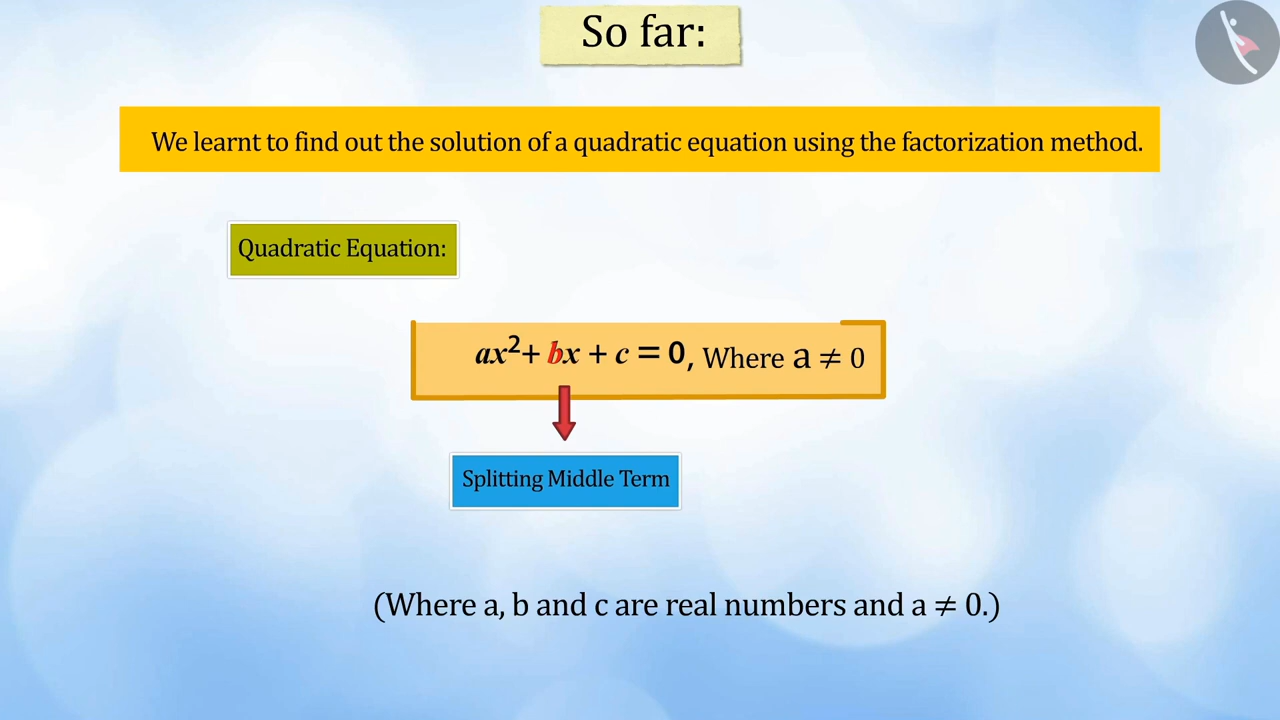 So far:
We learnt to find out the solution of a quadratic equation using the factorization method.
Quadratic Equation:
ax²+ bx + c = 0, Where a ≠ 0
Splitting Middle Term
(Where a, b and c are real numbers and a ≠ 0.)